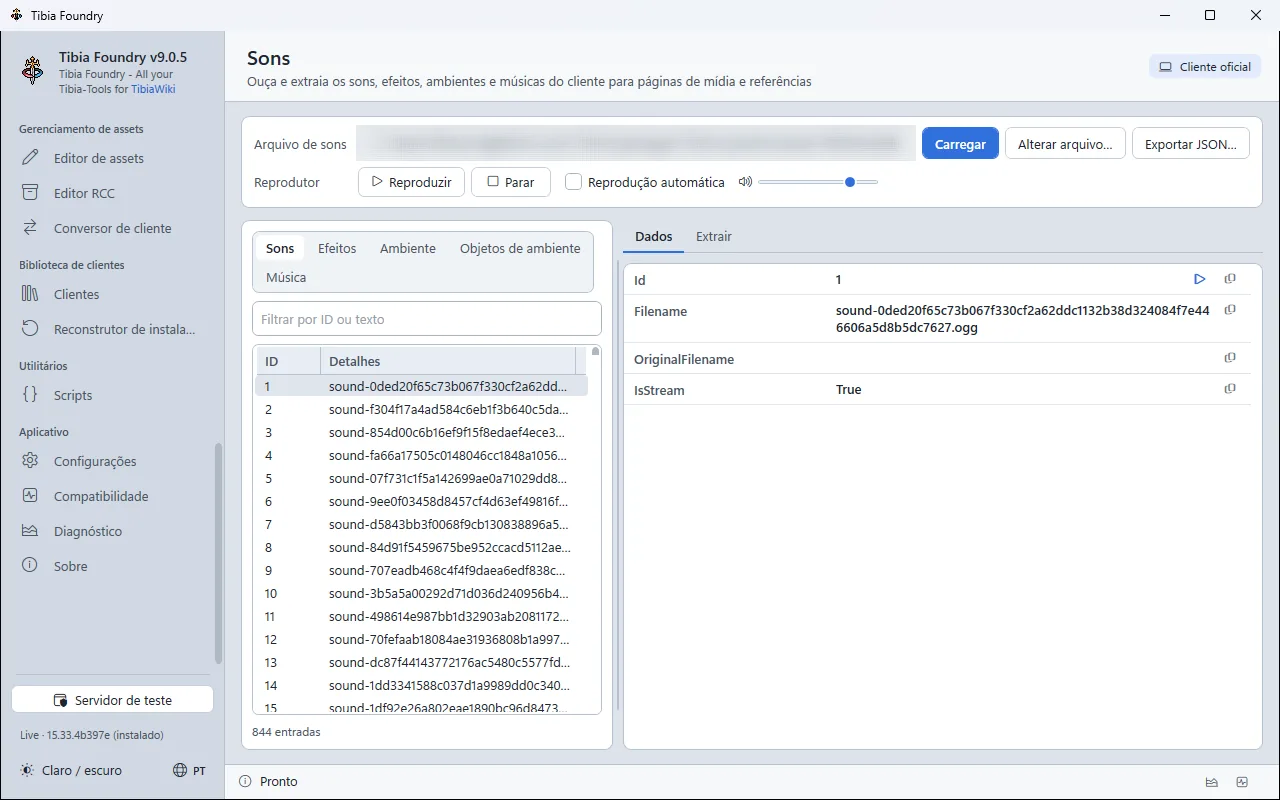 Tibia Foundry
Tibia Foundry v9.0.5
Tibia Foundry - All your
Tibia-Tools for TibiaWiki
Gerenciamento de assets
Editor de assets
Editor RCC
Conversor de cliente
Biblioteca de clientes
Clientes
Reconstrutor de instala...
Utilitários
Scripts
Aplicativo
Configurações
Compatibilidade
Diagnóstico
Sobre
Servidor de teste
Live · 15.33.4b397e (instalado)
Claro / escuro
PT
Sons
Ouça e extraia os sons, efeitos, ambientes e músicas do cliente para páginas de mídia e referências
Cliente oficial
Arquivo de sons
Carregar
Alterar arquivo...
Exportar JSON...
Reprodutor
Reproduzir
Parar
Reprodução automática
Sons
Efeitos
Ambiente
Objetos de ambiente
Música
Filtrar por ID ou texto
ID Detalhes
1 sound-0ded20f65c73b067f330cf2a62dd...
2 sound-f304f17a4ad584c6eb1f3b640c5da...
3 sound-854d00c6b16ef9f15f8edaef4ece3...
4 sound-fa66a17505c0148046cc1848a1056...
5 sound-07f731c1f5a142699ae0a71029dd8...
6 sound-9ee0f03458d8457cf4d63ef49816f...
7 sound-d5843bb3f0068f9cb130838896a5...
8 sound-84d91f5459675be952ccacd5112ae...
9 sound-707eadb468c4f4f9daea6edf838c...
10 sound-3b5a5a00292d71d036d240956b4...
11 sound-498614e987bb1d32903ab2081172...
12 sound-70fefaab18084ae31936808b1a997...
13 sound-dc87f44143772176ac5480c5577fd...
14 sound-1dd3341588c037d1a9989dd0c340...
15 sound-1df92e26a802eae1890bc96d8473...
844 entradas
Dados
Extrair
Id 1
Filename sound-0ded20f65c73b067f330cf2a62ddc1132b38d324084f7e44
6606a5d8b5dc7627.ogg
OriginalFilename
IsStream True
Pronto